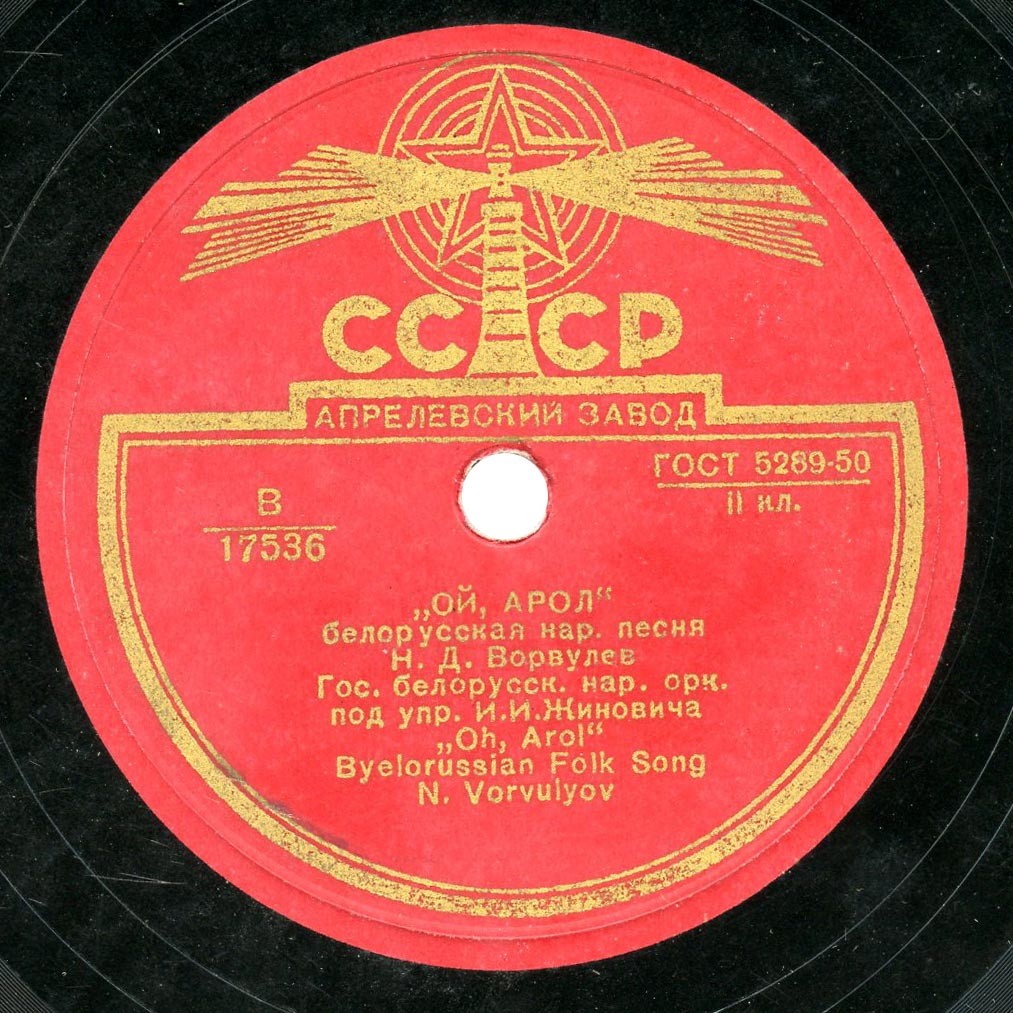 СССР
АПРЕЛЕВСКИЙ ЗАВОД
ГОСТ 5289-50
II кл.
В
17536
„ОЙ, АРОЛ“
белорусская нар. песня
Н. Д. Ворвулев
Гос. белорусск. нар. орк.
под упр. И.И.Жиновича
„Oh, Arol“
Byelorussian Folk Song
N. Vorvulyov